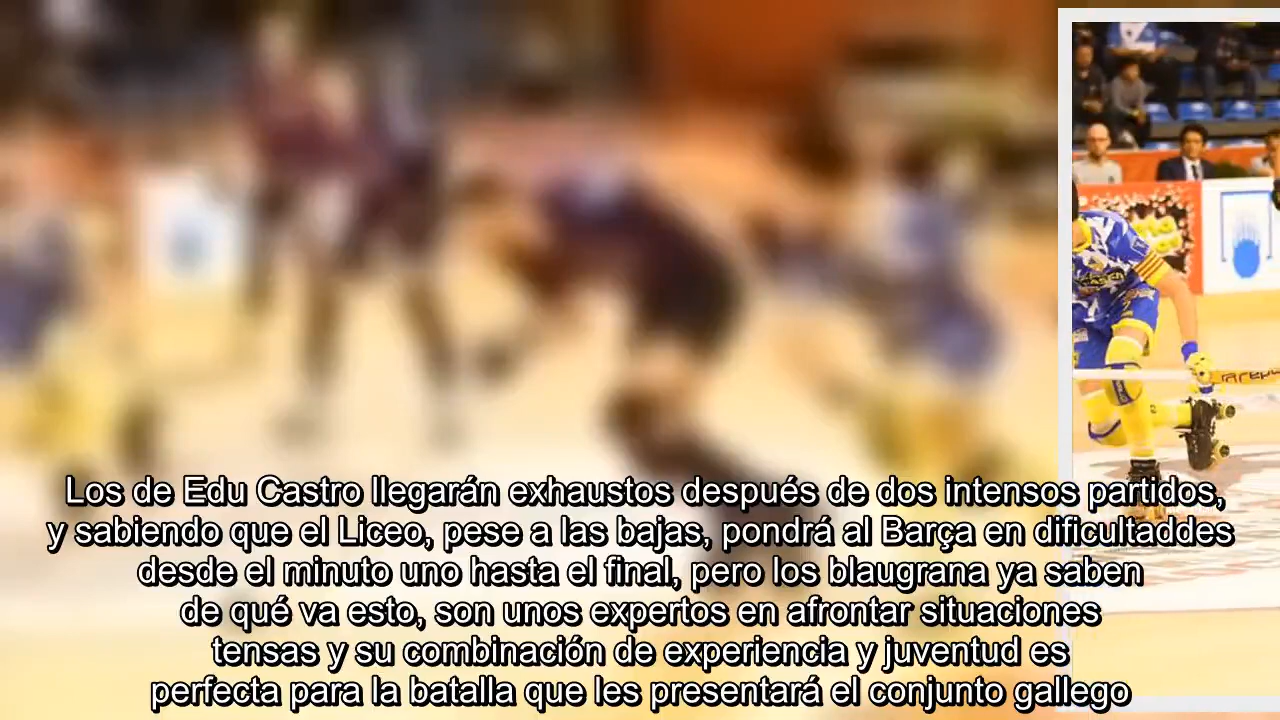 Los de Edu Castro llegarán exhaustos después de dos intensos partidos,
y sabiendo que el Liceo, pese a las bajas, pondrá al Barça en dificultaddes
desde el minuto uno hasta el final, pero los blaugrana ya saben
de qué va esto, son unos expertos en afrontar situaciones
tensas y su combinación de experiencia y juventud es
perfecta para la batalla que les presentará el conjunto gallego